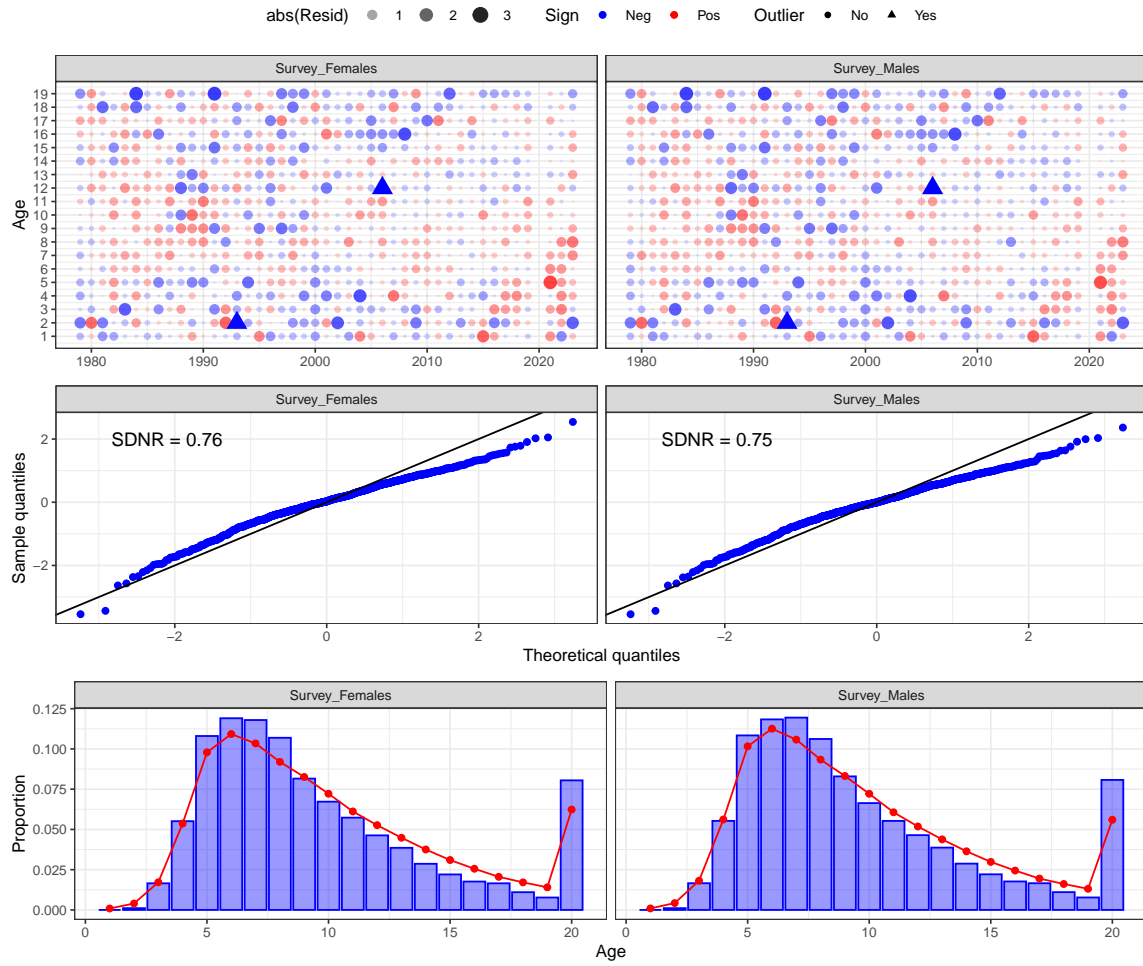 abs(Resid) 1 2 3 Sign Neg Pos Outlier No Yes
Survey_Females Survey_Males
Age
19
18
17
16
15
14
13
12
11
10
9
8
7
6
5
4
3
2
1
1980 1990 2000 2010 2020 1980 1990 2000 2010 2020
Survey_Females Survey_Males
SDNR = 0.76 SDNR = 0.75
Sample quantiles
2
0
−2
−2 0 2 −2 0 2
Theoretical quantiles
Survey_Females Survey_Males
Proportion
0.125
0.100
0.075
0.050
0.025
0.000
0 5 10 15 20 0 5 10 15 20
Age